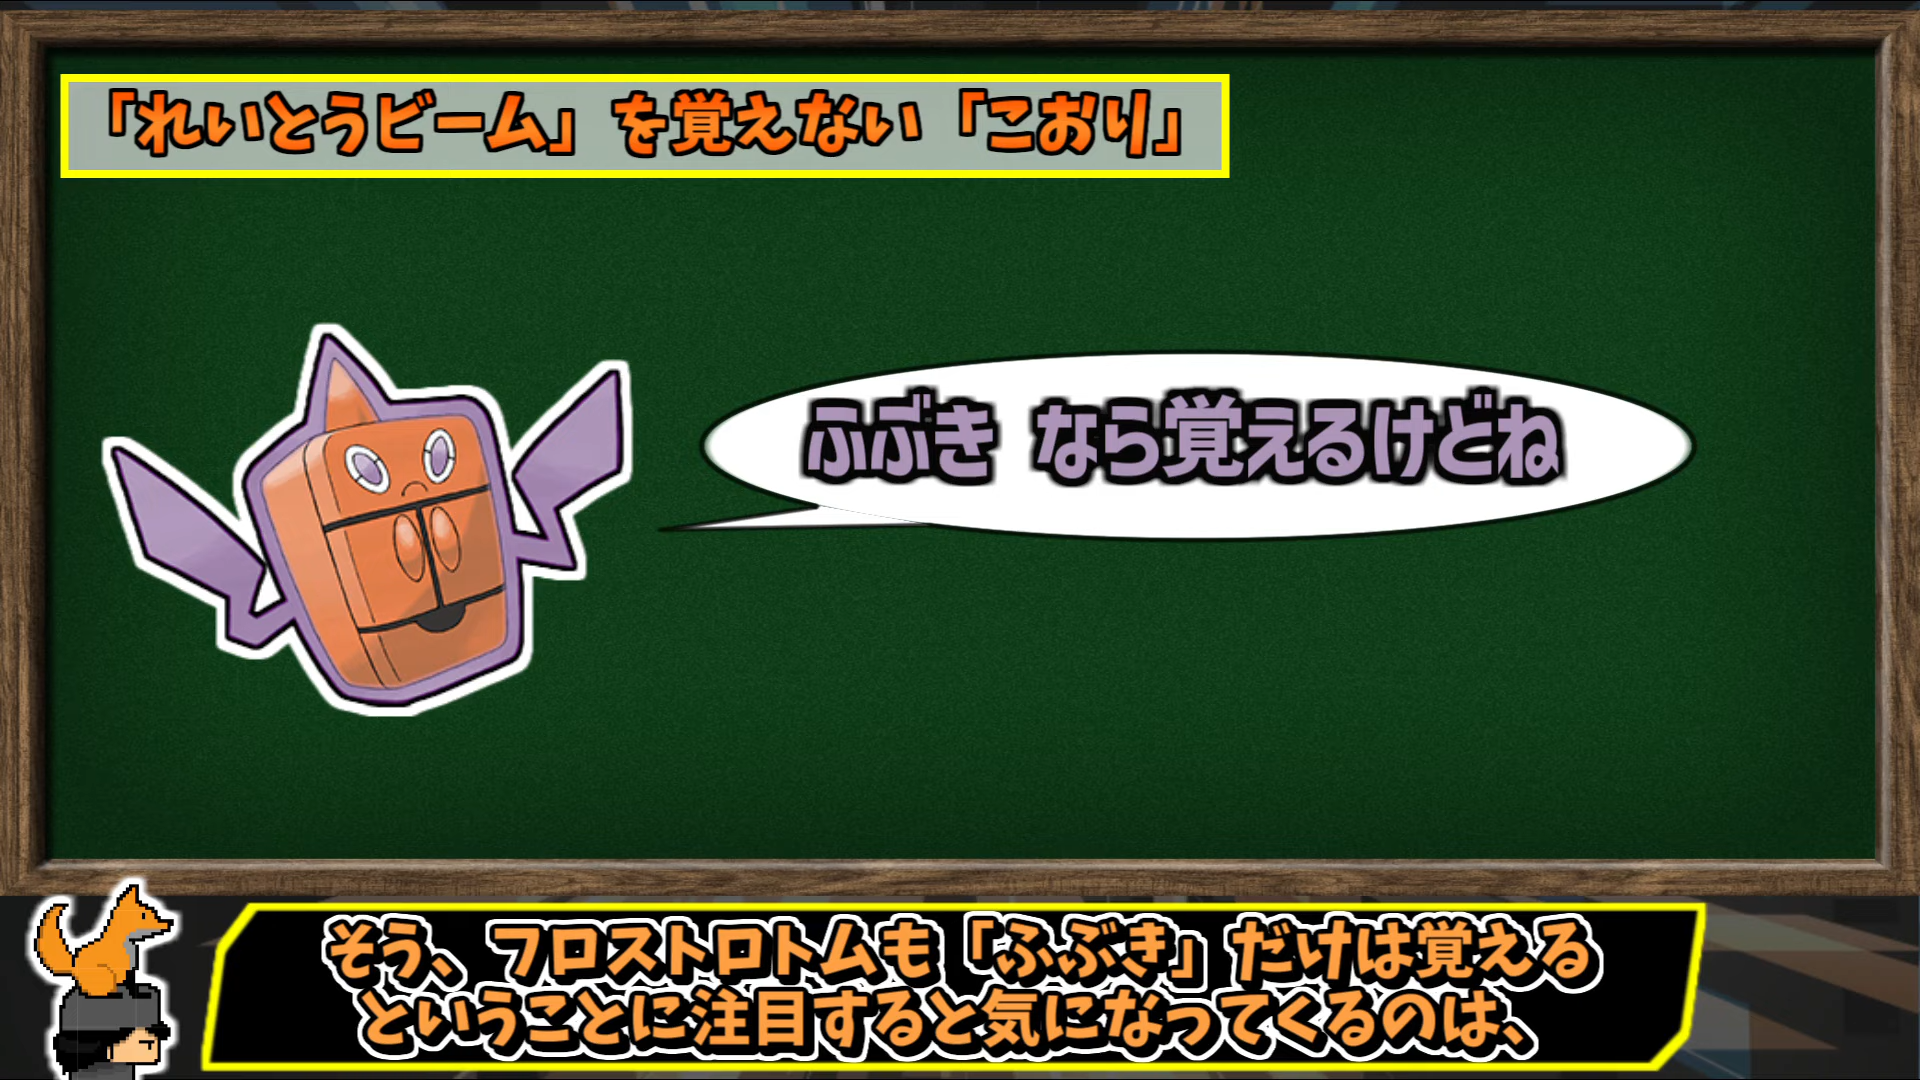 「れいとうビーム」を覚えない「こおり」
ふぶき なら覚えるけどね
そう、フロストロトムも「ふぶき」だけは覚える
ということに注目すると気になってくるのは、